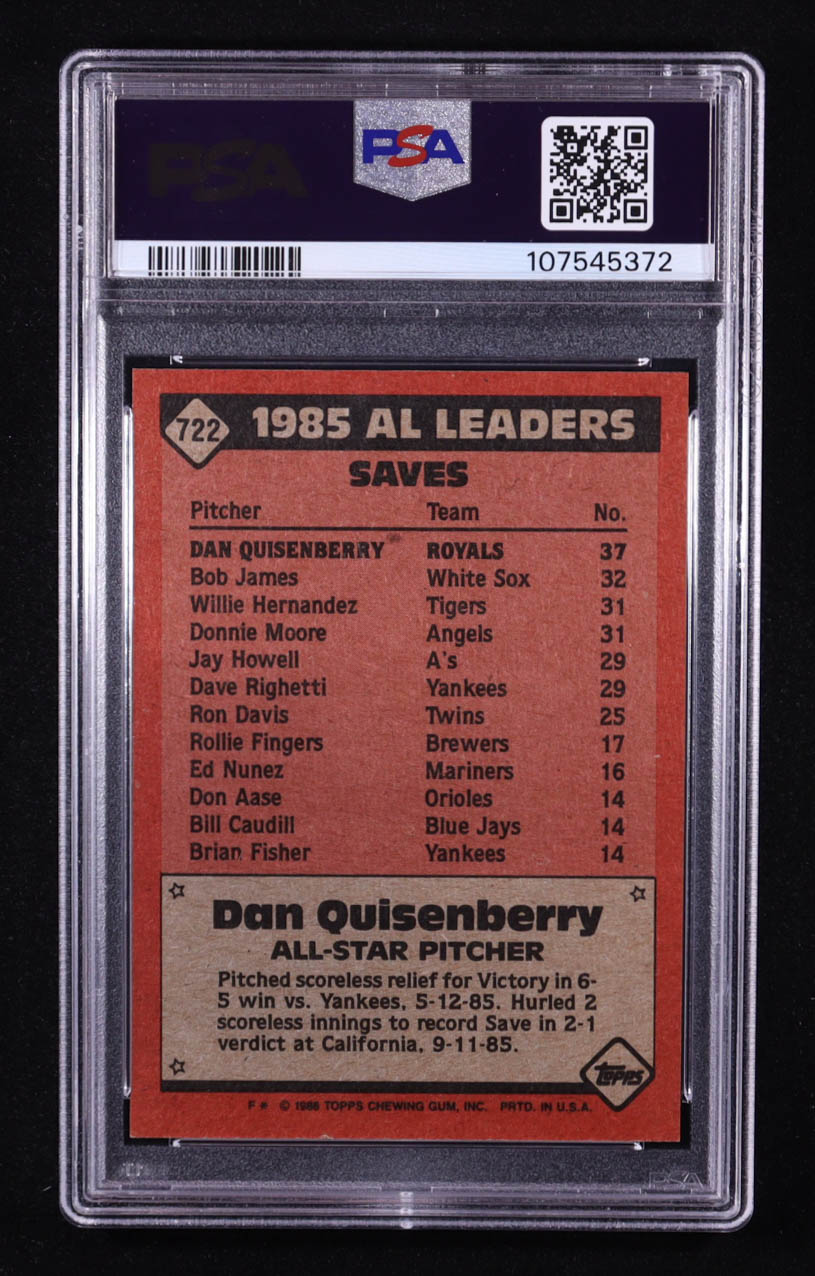 PSA
PSA
107545372
722 1985 AL LEADERS
SAVES
Pitcher Team No.
DAN QUISENBERRY ROYALS 37
Bob James White Sox 32
Willie Hernandez Tigers 31
Donnie Moore Angels 31
Jay Howell A's 29
Dave Righetti Yankees 29
Ron Davis Twins 25
Rollie Fingers Brewers 17
Ed Nunez Mariners 16
Don Aase Orioles 14
Bill Caudill Blue Jays 14
Brian Fisher Yankees 14
Dan Quisenberry
ALL-STAR PITCHER
Pitched scoreless relief for Victory in 6-
5 win vs. Yankees, 5-12-85. Hurled 2
scoreless innings to record Save in 2-1
verdict at California, 9-11-85.
TOPPS
F* © 1986 TOPPS CHEWING GUM, INC. PRTD. IN U.S.A.
PSA